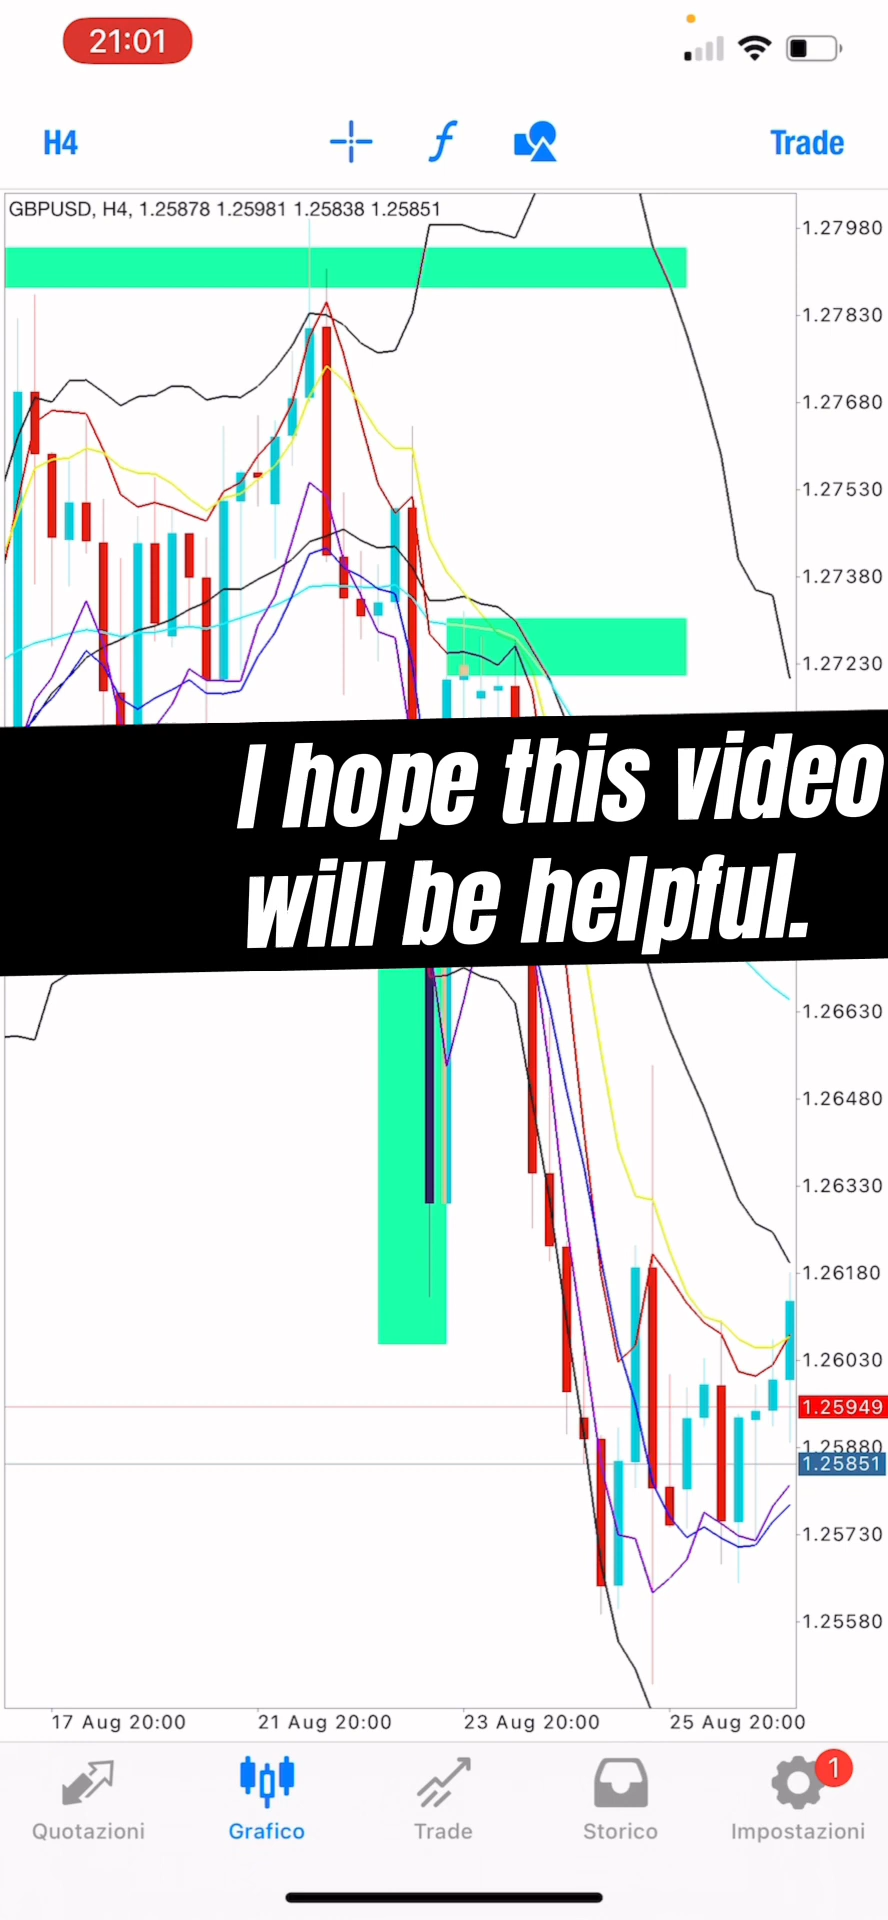 21:01
H4
f
Trade
GBPUSD, H4, 1.25878 1.25981 1.25838 1.25851
1.27980
1.27830
1.27680
1.27530
1.27380
1.27230
I hope this video
will be helpful.
1.26630
1.26480
1.26330
1.26180
1.26030
1.25949
1.25880
1.25851
1.25730
1.25580
17 Aug 20:00
21 Aug 20:00
23 Aug 20:00
25 Aug 20:00
1
Quotazioni
Grafico
Trade
Storico
Impostazioni